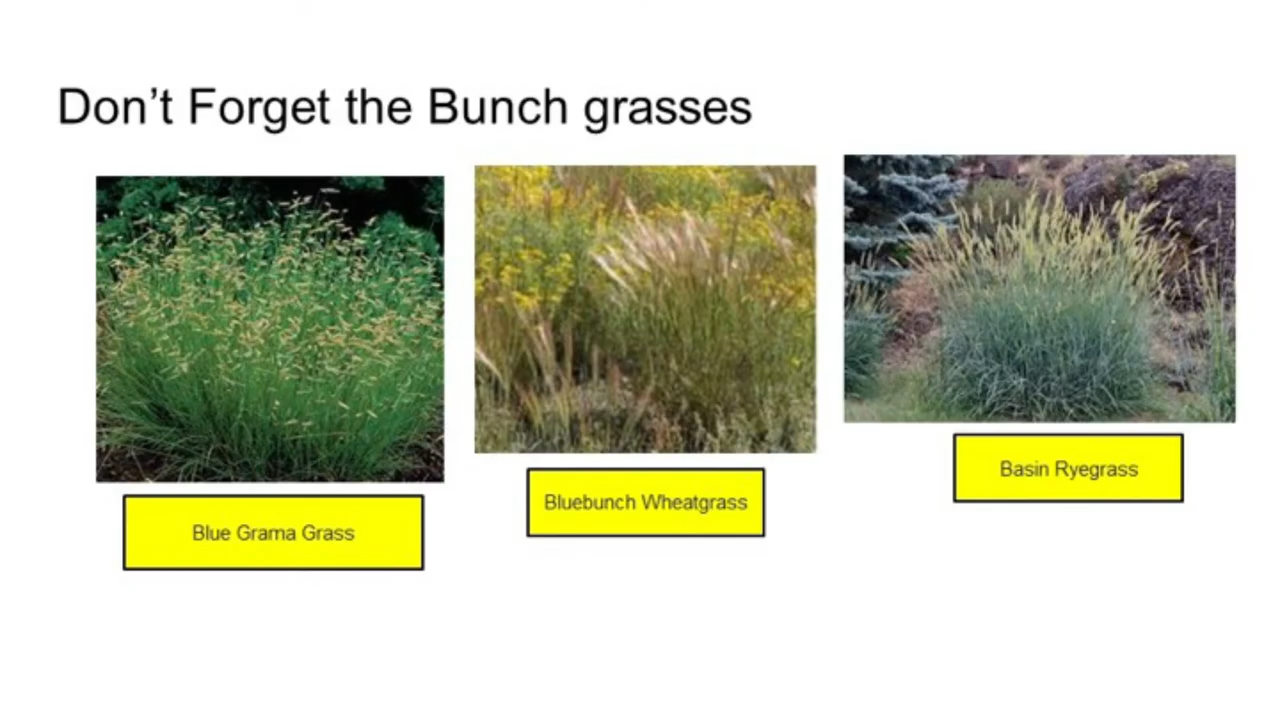 Don’t Forget the Bunch grasses
Blue Grama Grass
Bluebunch Wheatgrass
Basin Ryegrass